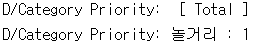 D/Category Priority:  [ Total ]
D/Category Priority: 놀거리 : 1